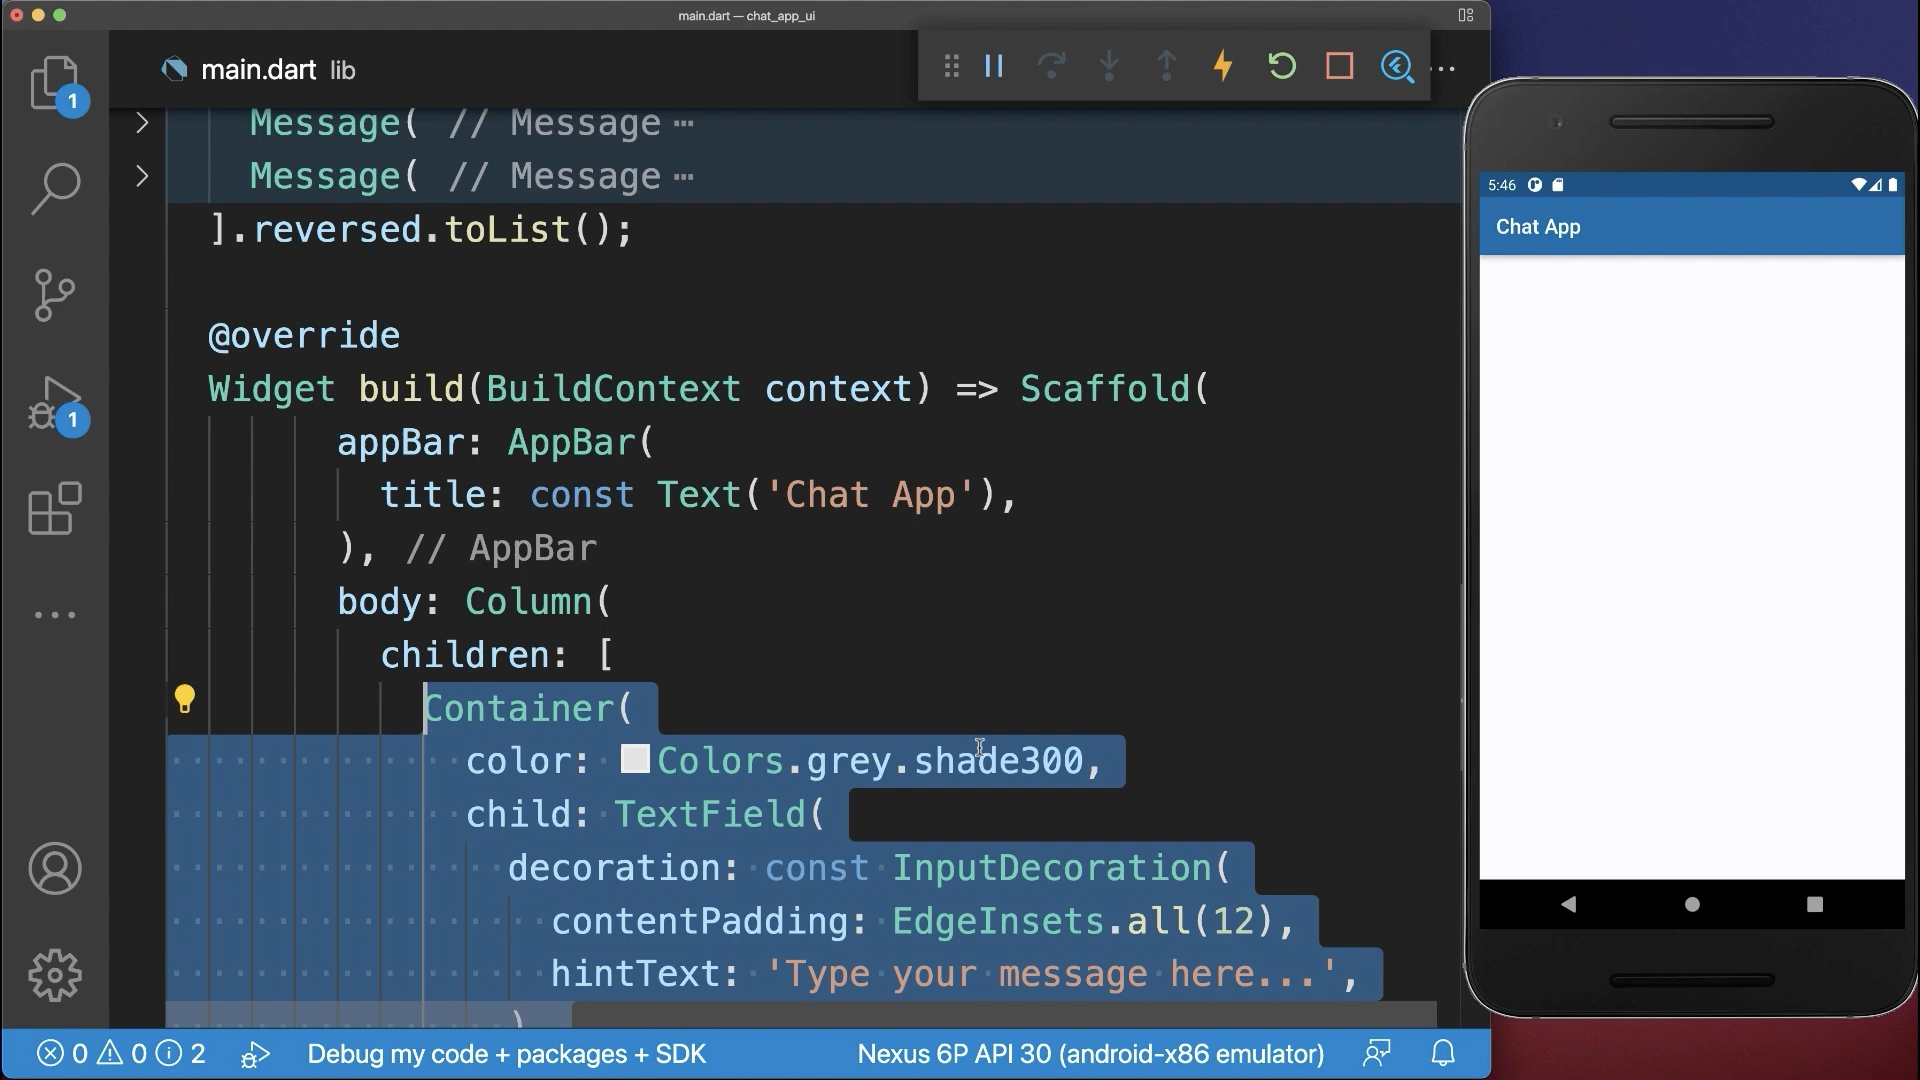 main.dart — chat_app_ui
main.dart lib
1
1
Message( // Message ⋯
Message( // Message ⋯
].reversed.toList();
@override
Widget build(BuildContext context) => Scaffold(
appBar: AppBar(
title: const Text('Chat App'),
), // AppBar
body: Column(
children: [
Container(
color: Colors.grey.shade300,
child: TextField(
decoration: const InputDecoration(
contentPadding: EdgeInsets.all(12),
hintText: 'Type your message here...',
)
0 0 2 Debug my code + packages + SDK Nexus 6P API 30 (android-x86 emulator)
5:46
Chat App